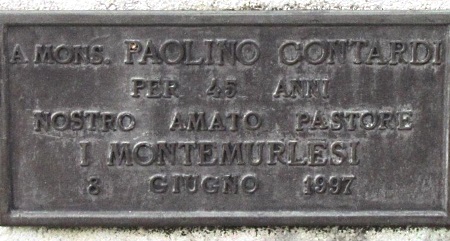 A MONS. PAOLINO CONTARDI
PER 45 ANNI
NOSTRO AMATO PASTORE
I MONTEMURLESI
8 GIUGNO 1997